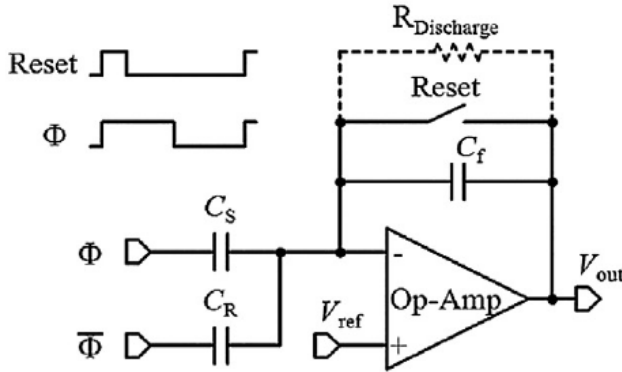 R_Discharge
Reset
Reset
Φ
C_f
C_S
Φ
-
V_out
Op-Amp
C_R
V_ref
Φ̅
+